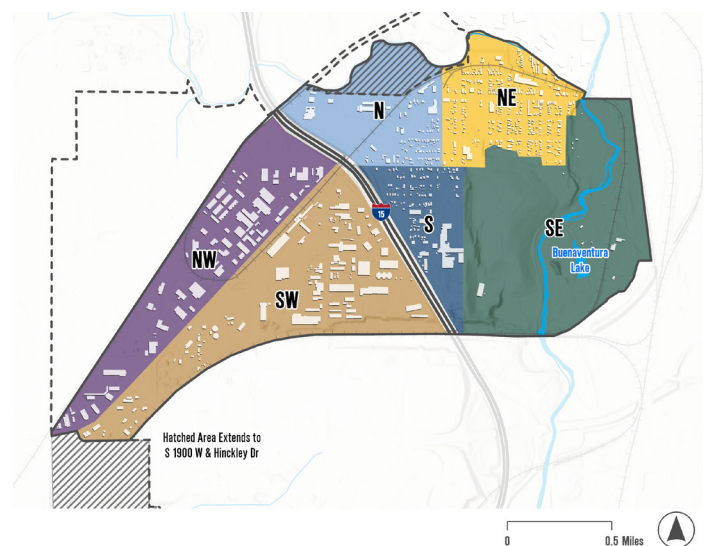 NE
N
15
S
SE
Buenaventura
Lake
NW
SW
Hatched Area Extends to
S 1900 W & Hinckley Dr
0
0.5 Miles